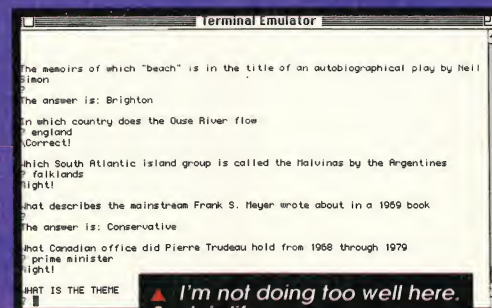 Terminal Emulator
The memoirs of which "beach" is in the title of an autobiographical play by Neil
Simon
?
The answer is: Brighton
In which country does the Ouse River flow
? england
\Correct!
Which South Atlantic island group is called the Malvinas by the Argentines
? falklands
Right!
What describes the mainstream Frank S. Meyer wrote about in a 1969 book
?
The answer is: Conservative
What Canadian office did Pierre Trudeau hold from 1968 through 1979
? prime minister
Right!
WHAT IS THE THEME
?
▲ I'm not doing too well here.